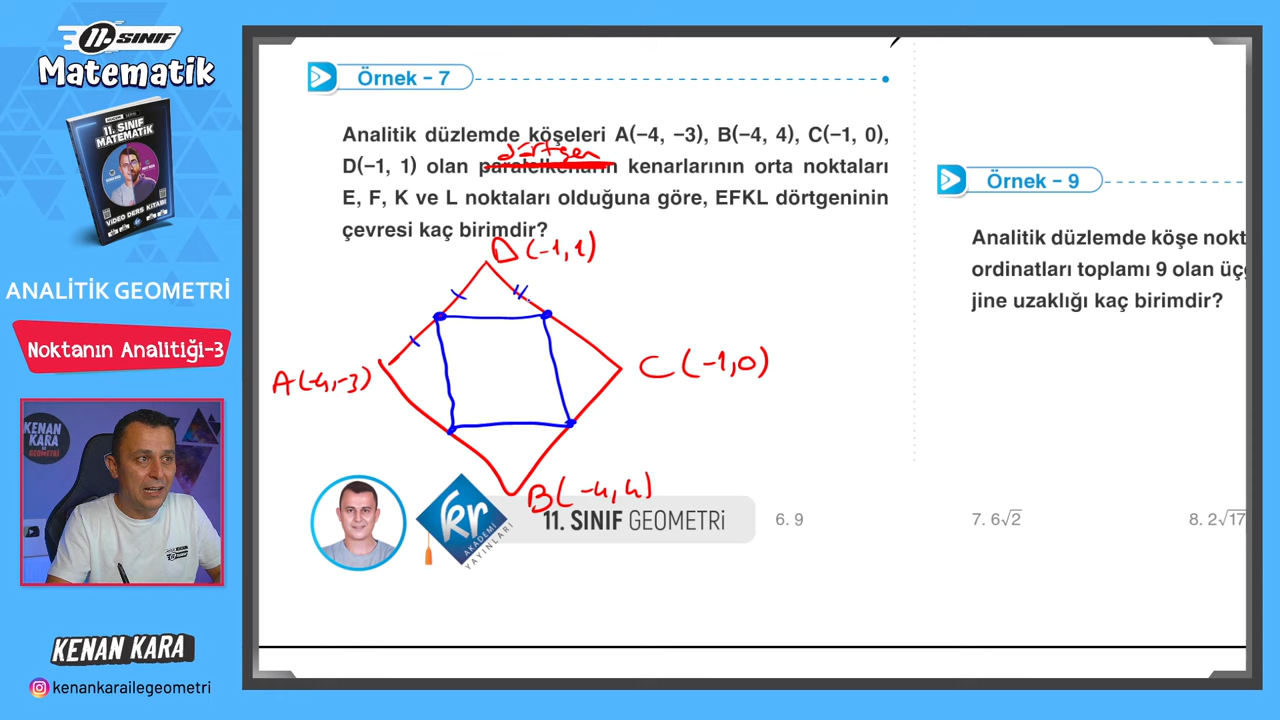 11. SINIF
Matematik
11. SINIF
MATEMATİK
VİDEO DERS KİTABI
ANALİTİK GEOMETRİ
Noktanın Analitiği-3
KENAN
KARA
GEOMETRİ
11. SINIF
KENAN KARA
kenankarailegeometri
Örnek - 7
Analitik düzlemde köşeleri A(-4, -3), B(-4, 4), C(-1, 0),
dörtgen
D(-1, 1) olan paralelkenarın kenarlarının orta noktaları
E, F, K ve L noktaları olduğuna göre, EFKL dörtgeninin
çevresi kaç birimdir?
D(-1,1)
A(-4,-3)
C(-1,0)
B(-4,4)
kr
AKADEMİ
YAYINLARI
11. SINIF GEOMETRİ
6. 9
7. 6√2
8. 2√17
Örnek - 9
Analitik düzlemde köşe nokt
ordinatları toplamı 9 olan üç
jine uzaklığı kaç birimdir?